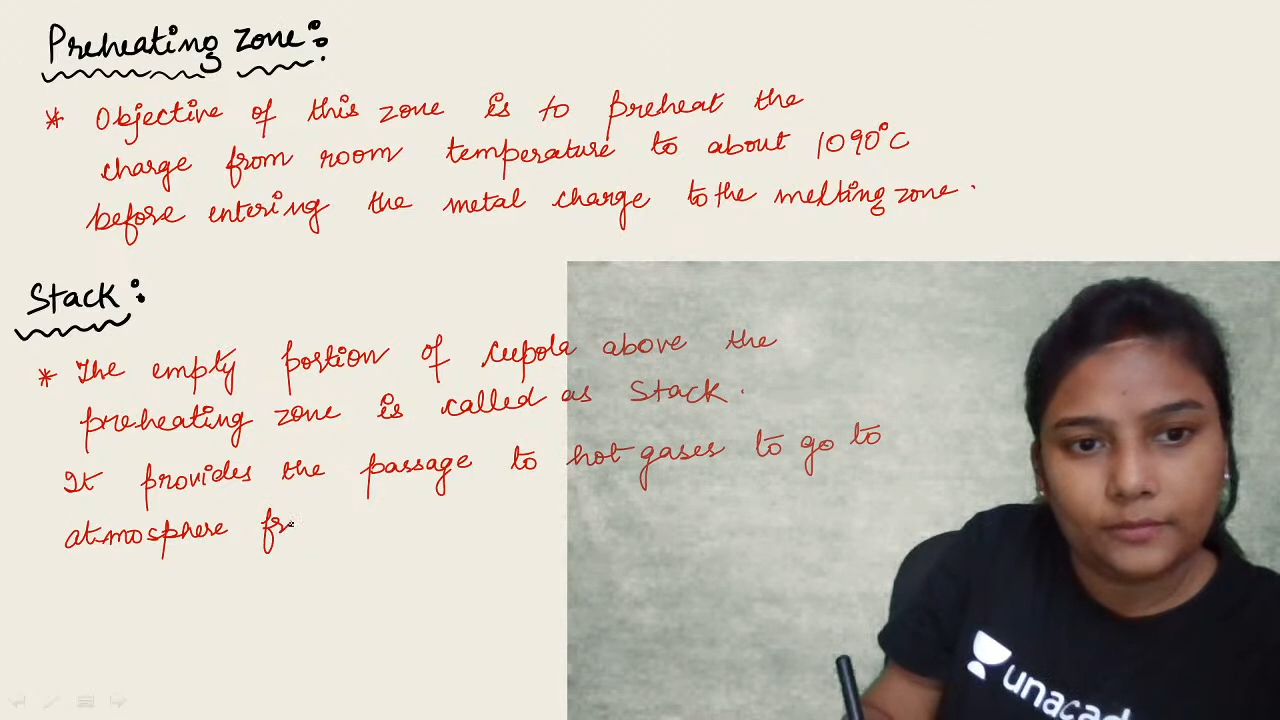 Preheating zone:
* Objective of this zone is to preheat the
charge from room temperature to about 1090°C
before entering the metal charge to the melting zone.
Stack:
* The empty portion of cupola above the
preheating zone is called as Stack.
It provides the passage to hot gases to go to
atmosphere fr
unacad